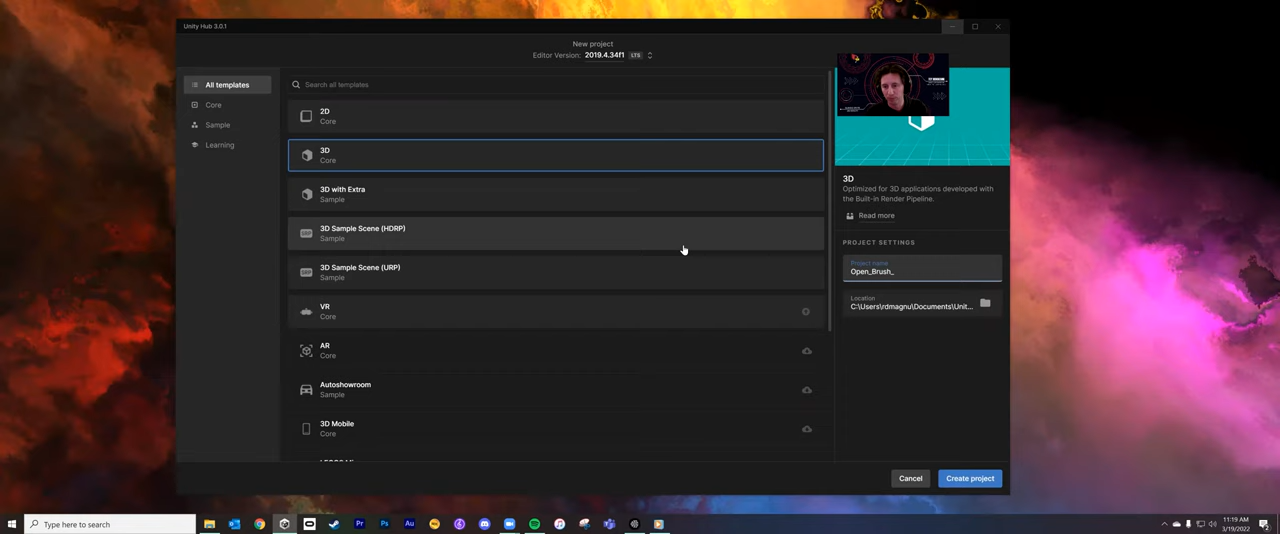 Unity Hub 3.0.1
New project
Editor Version: 2019.4.34f1 LTS
All templates
Core
Sample
Learning
Search all templates
2D
Core
3D
Core
3D with Extra
Sample
3D Sample Scene (HDRP)
Sample
3D Sample Scene (URP)
Sample
VR
Core
AR
Core
Autoshowroom
Sample
3D Mobile
Core
3D
Optimized for 3D applications developed with
the Built-in Render Pipeline.
Read more
PROJECT SETTINGS
Project name
Open_Brush_
Location
C:\Users\rdmagnu\Documents\Unit...
Cancel
Create project
Type here to search
11:19 AM
3/19/2022